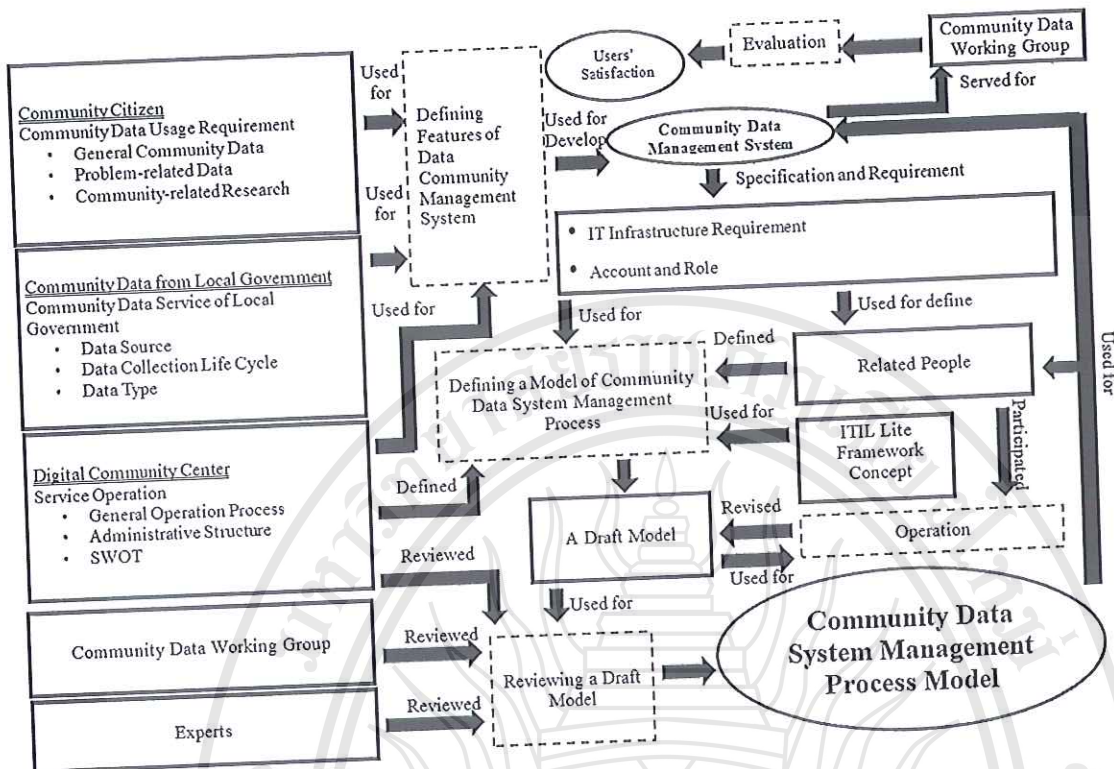 Community Citizen
Community Data Usage Requirement
• General Community Data
• Problem-related Data
• Community-related Research
Community Data from Local Government
Community Data Service of Local
Government
• Data Source
• Data Collection Life Cycle
• Data Type
Digital Community Center
Service Operation
• General Operation Process
• Administrative Structure
• SWOT
Community Data Working Group
Experts
Used
for
Used
for
Used for
Defined
Reviewed
Reviewed
Reviewed
Defining
Features of
Data
Community
Management
System
Used for
Develop
Users'
Satisfaction
Evaluation
Community Data
Working Group
Served for
Community Data
Management System
Specification and Requirement
• IT Infrastructure Requirement
• Account and Role
Used for
Used for define
Defined
Related People
Defining a Model of Community
Data System Management
Process
Used for
ITIL Lite
Framework
Concept
Participated
Used for
A Draft Model
Revised
Used for
Operation
Used for
Reviewing a Draft
Model
Community Data
System Management
Process Model